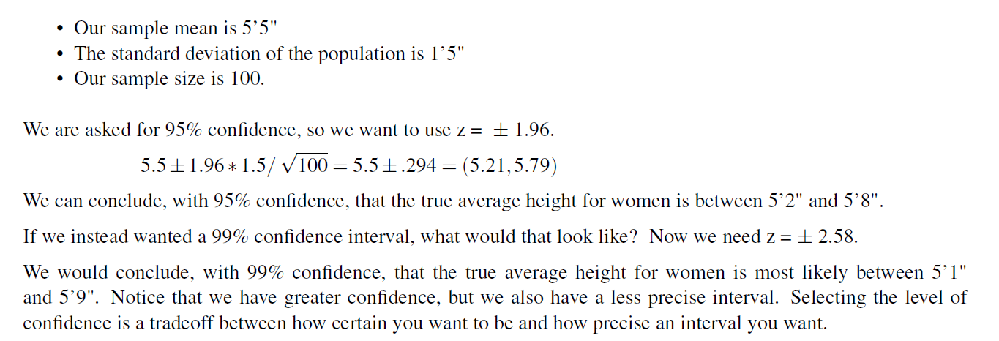 • Our sample mean is 5’5"
• The standard deviation of the population is 1’5"
• Our sample size is 100.
We are asked for 95% confidence, so we want to use z = ± 1.96.
5.5 ± 1.96 ∗ 1.5/ √100 = 5.5 ± .294 = (5.21, 5.79)
We can conclude, with 95% confidence, that the true average height for women is between 5’2" and 5’8".
If we instead wanted a 99% confidence interval, what would that look like? Now we need z = ± 2.58.
We would conclude, with 99% confidence, that the true average height for women is most likely between 5’1"
and 5’9". Notice that we have greater confidence, but we also have a less precise interval. Selecting the level of
confidence is a tradeoff between how certain you want to be and how precise an interval you want.